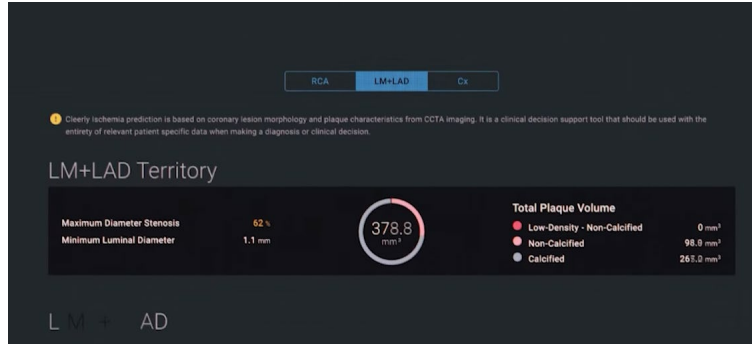 RCA LM+LAD Cx
! Cleerly ischemia prediction is based on coronary lesion morphology and plaque characteristics from CCTA imaging. It is a clinical decision support tool that should be used with the
entirety of relevant patient specific data when making a diagnosis or clinical decision.
LM+LAD Territory
Maximum Diameter Stenosis 62 %
Minimum Luminal Diameter 1.1 mm
378.8
mm³
Total Plaque Volume
Low-Density - Non-Calcified 0 mm³
Non-Calcified 98.9 mm³
Calcified mm³
L M + AD